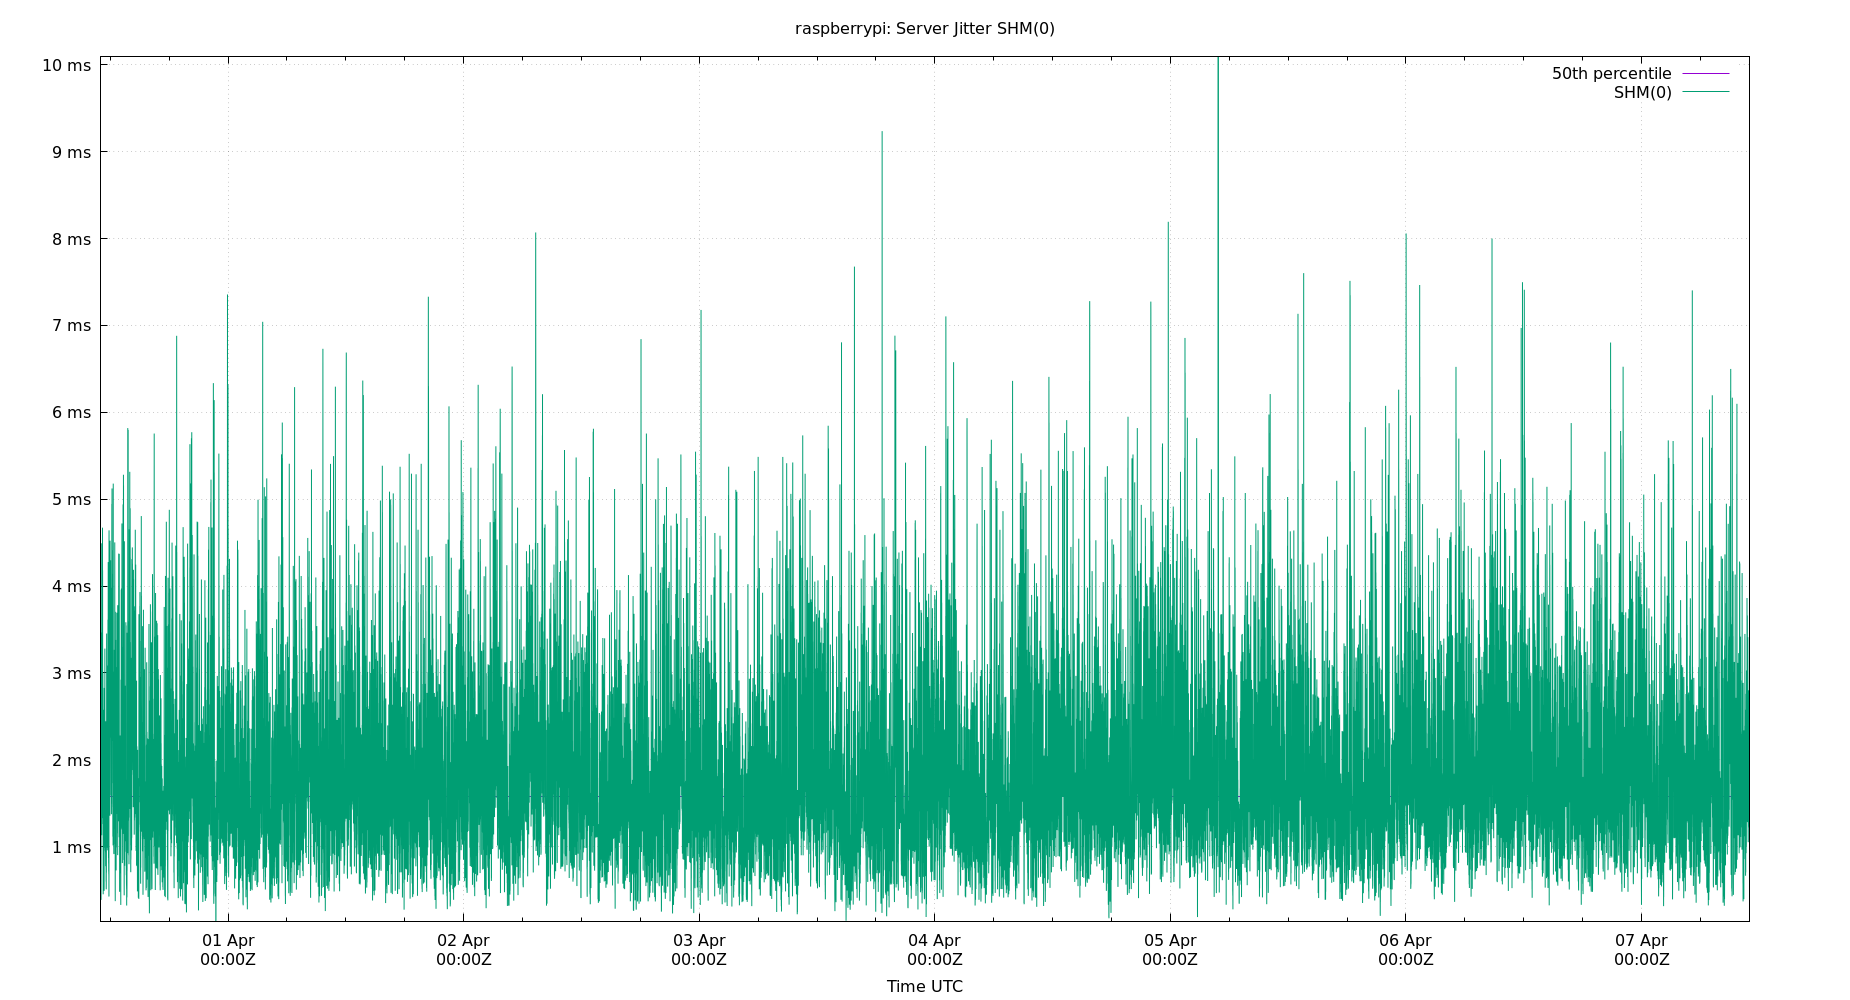 raspberrypi: Server Jitter SHM(0)
10 ms
9 ms
8 ms
7 ms
6 ms
5 ms
4 ms
3 ms
2 ms
1 ms
50th percentile
SHM(0)
01 Apr
00:00Z
02 Apr
00:00Z
03 Apr
00:00Z
04 Apr
00:00Z
05 Apr
00:00Z
06 Apr
00:00Z
07 Apr
00:00Z
Time UTC